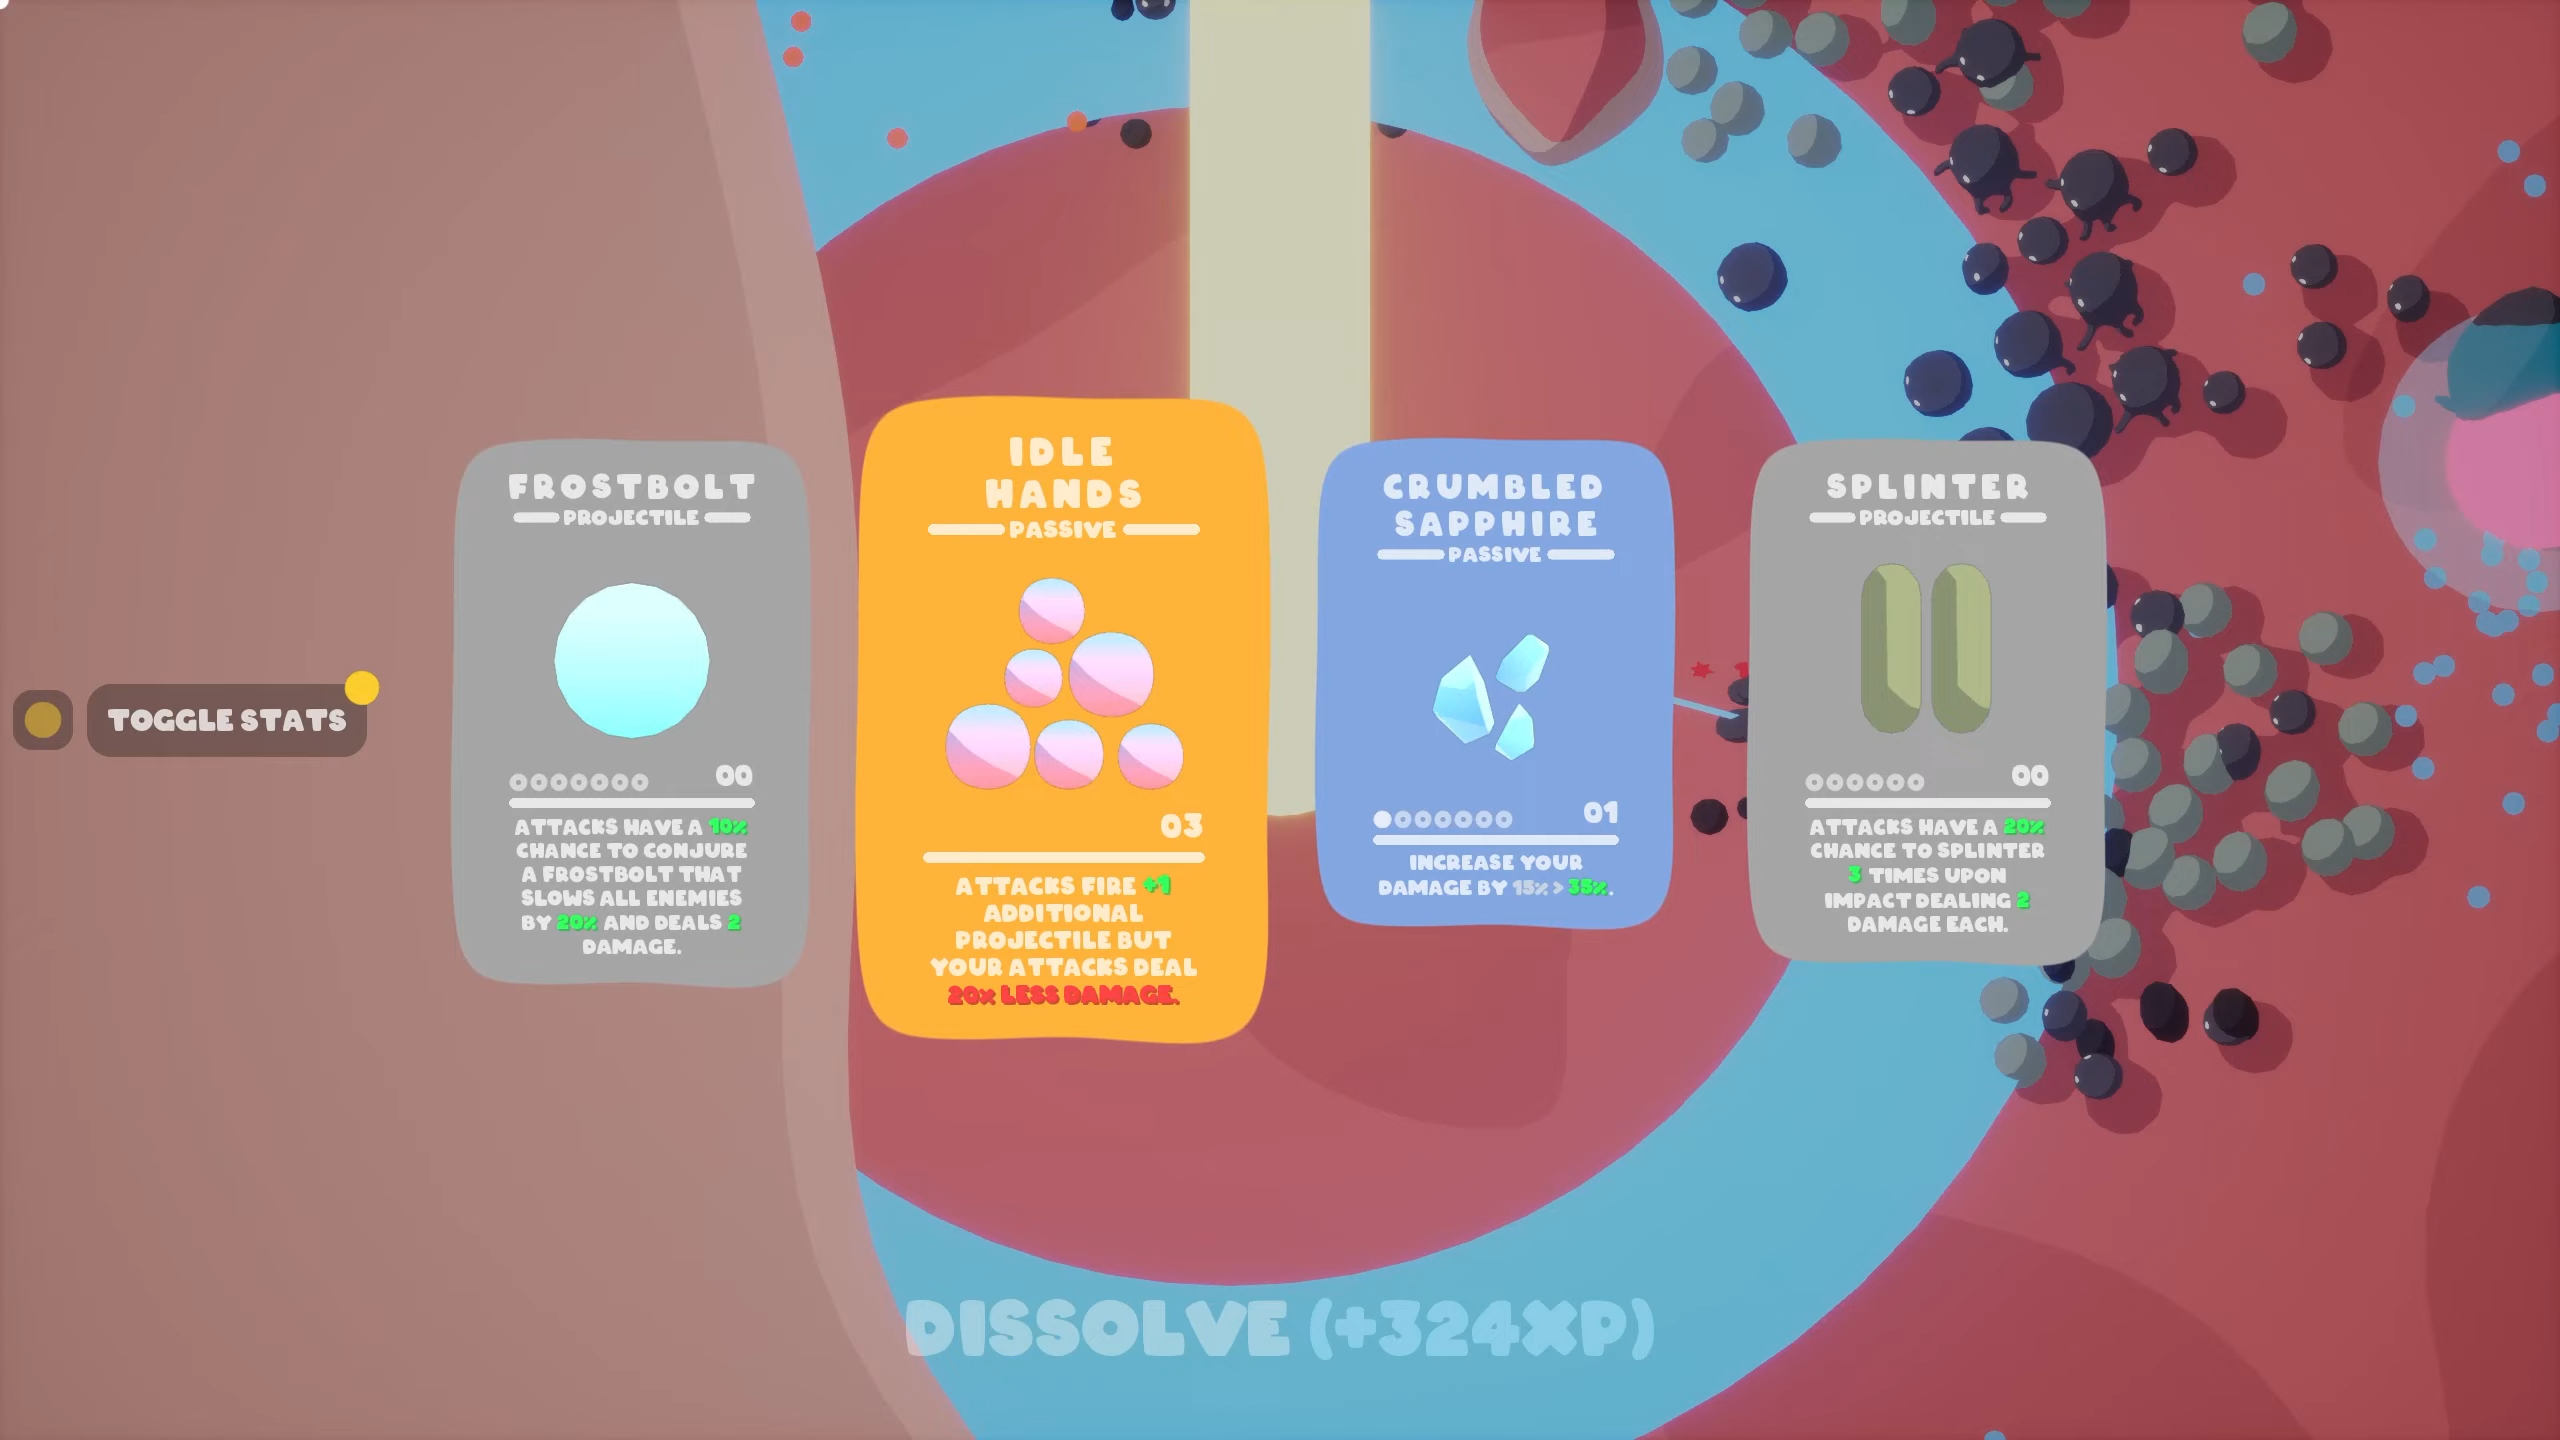 TOGGLE STATS
FROSTBOLT
PROJECTILE
00
ATTACKS HAVE A 10%
CHANCE TO CONJURE
A FROSTBOLT THAT
SLOWS ALL ENEMIES
BY 20% AND DEALS 2
DAMAGE.
IDLE
HANDS
PASSIVE
03
ATTACKS FIRE +1
ADDITIONAL
PROJECTILE BUT
YOUR ATTACKS DEAL
20% LESS DAMAGE.
CRUMBLED
SAPPHIRE
PASSIVE
01
INCREASE YOUR
DAMAGE BY 15% > 35%.
SPLINTER
PROJECTILE
00
ATTACKS HAVE A 20%
CHANCE TO SPLINTER
3 TIMES UPON
IMPACT DEALING 2
DAMAGE EACH.
DISSOLVE (+324XP)